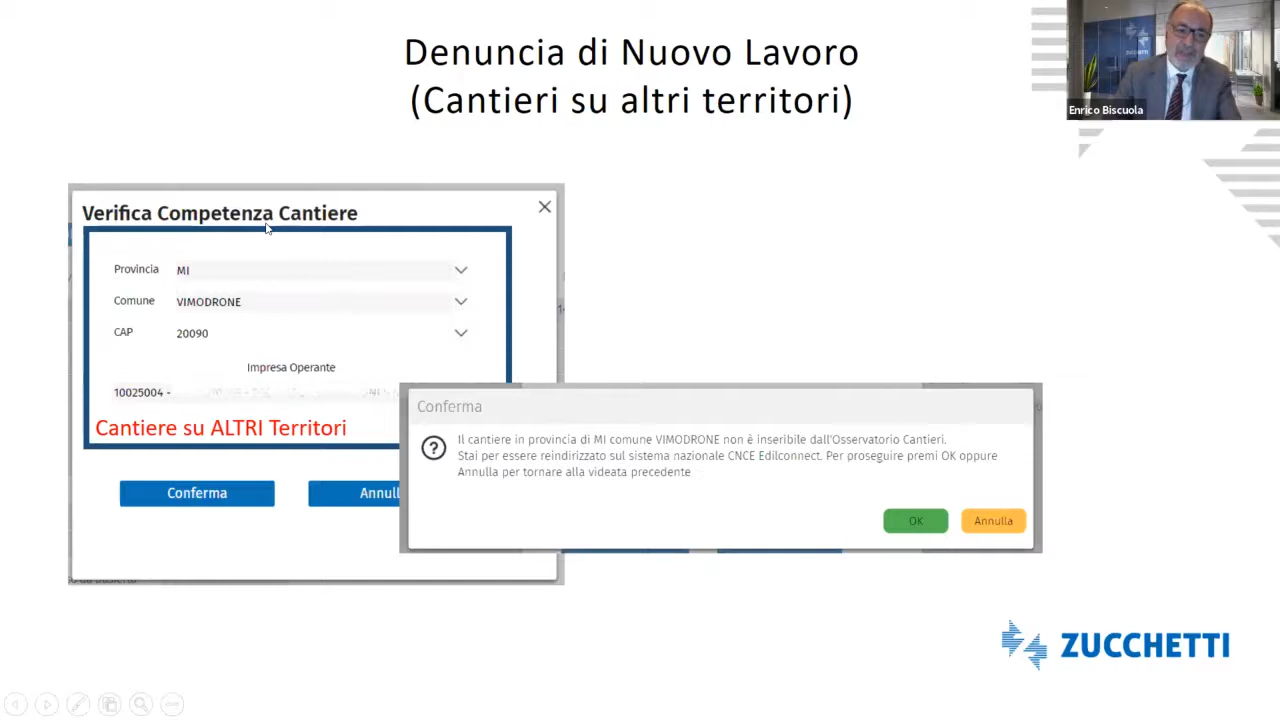 Denuncia di Nuovo Lavoro
(Cantieri su altri territori)
Enrico Biscuola
Verifica Competenza Cantiere
Provincia MI
Comune VIMODRONE
CAP 20090
Impresa Operante
10025004 -
Cantiere su ALTRI Territori
Conferma Annull
Conferma
Il cantiere in provincia di MI comune VIMODRONE non è inseribile dall'Osservatorio Cantieri.
Stai per essere reindirizzato sul sistema nazionale CNCE Edilconnect. Per proseguire premi OK oppure
Annulla per tornare alla videata precedente
OK Annulla
ZUCCHETTI